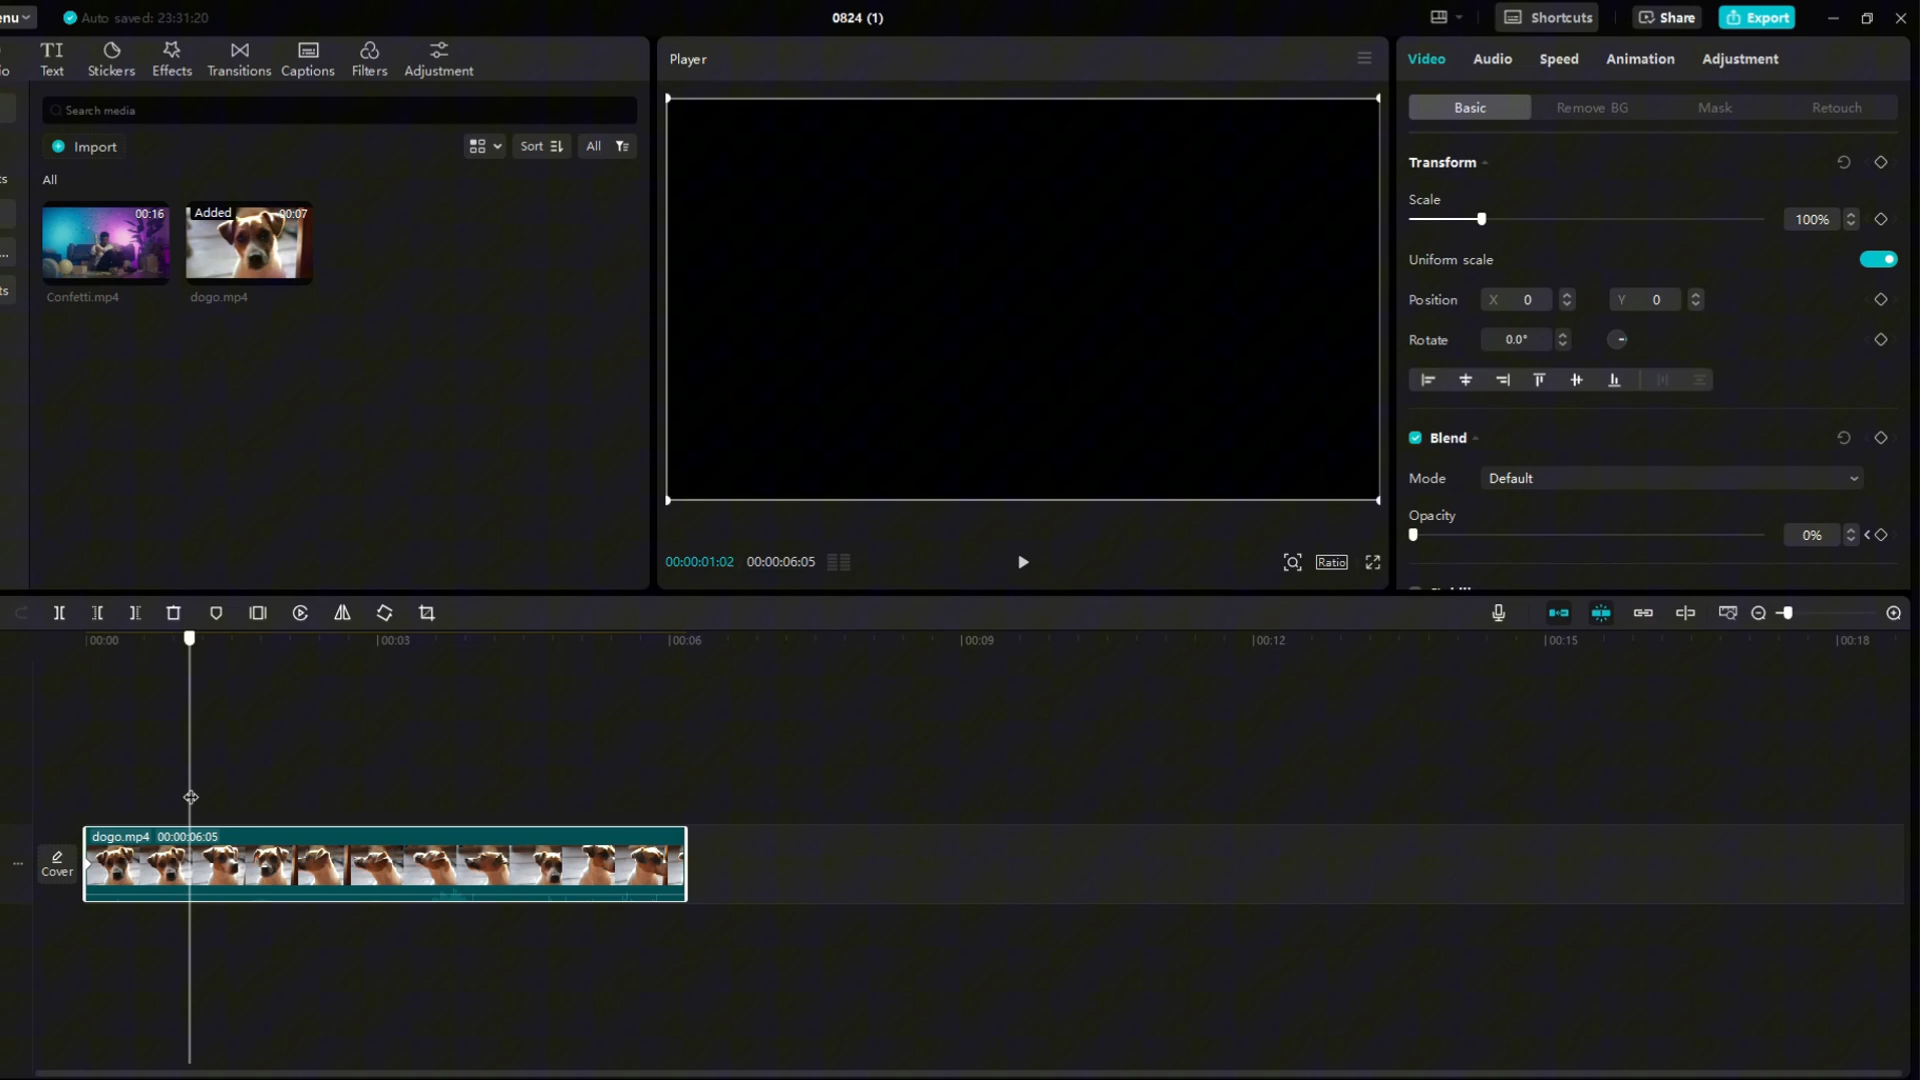 enu
Auto saved: 23:31:20
0824 (1)
Shortcuts
Share
Export
io
Text
Stickers
Effects
Transitions
Captions
Filters
Adjustment
Player
Video
Audio
Speed
Animation
Adjustment
Search media
Basic
Remove BG
Mask
Retouch
Import
Sort
All
All
Transform
Scale
100%
Added
00:16
00:07
Confetti.mp4
dogo.mp4
ts
...
ts
Uniform scale
Position
X
0
Y
0
Rotate
0.0°
Blend
Mode
Default
Opacity
0%
00:00:01:02
00:00:06:05
Ratio
00:00
00:03
00:06
00:09
00:12
00:15
00:18
dogo.mp4 00:00:06:05
Cover